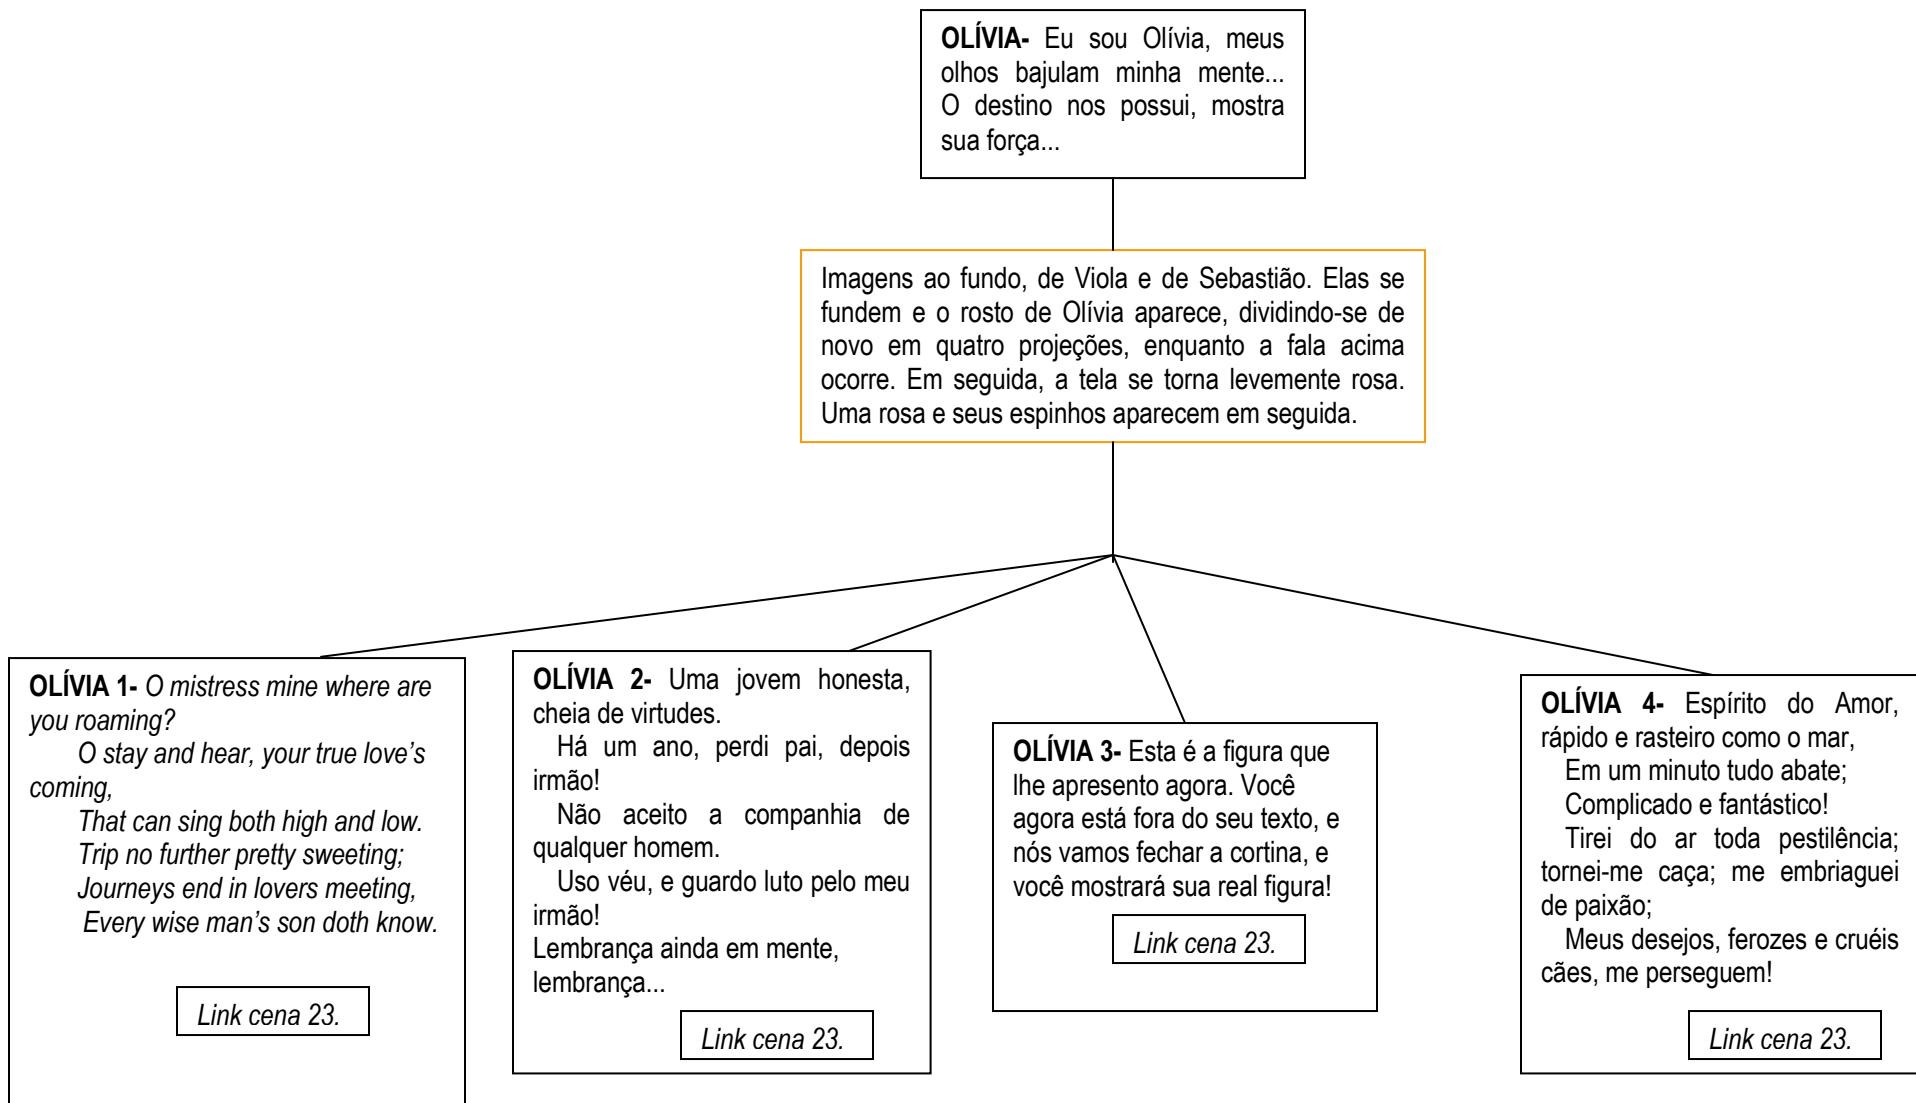 OLÍVIA- Eu sou Olívia, meus
olhos bajulam minha mente...
O destino nos possui, mostra
sua força...
Imagens ao fundo, de Viola e de Sebastião. Elas se
fundem e o rosto de Olívia aparece, dividindo-se de
novo em quatro projeções, enquanto a fala acima
ocorre. Em seguida, a tela se torna levemente rosa.
Uma rosa e seus espinhos aparecem em seguida.
OLÍVIA 1- O mistress mine where are
you roaming?
O stay and hear, your true love's
coming,
That can sing both high and low.
Trip no further pretty sweeting;
Journeys end in lovers meeting,
Every wise man's son doth know.
Link cena 23.
OLÍVIA 2- Uma jovem honesta,
cheia de virtudes.
Há um ano, perdi pai, depois
irmão!
Não aceito a companhia de
qualquer homem.
Uso véu, e guardo luto pelo meu
irmão!
Lembrança ainda em mente,
lembrança...
Link cena 23.
OLÍVIA 3- Esta é a figura que
lhe apresento agora. Você
agora está fora do seu texto, e
nós vamos fechar a cortina, e
você mostrará sua real figura!
Link cena 23.
OLÍVIA 4- Espírito do Amor,
rápido e rasteiro como o mar,
Em um minuto tudo abate;
Complicado e fantástico!
Tirei do ar toda pestilência;
tornei-me caça; me embriaguei
de paixão;
Meus desejos, ferozes e cruéis
cães, me perseguem!
Link cena 23.